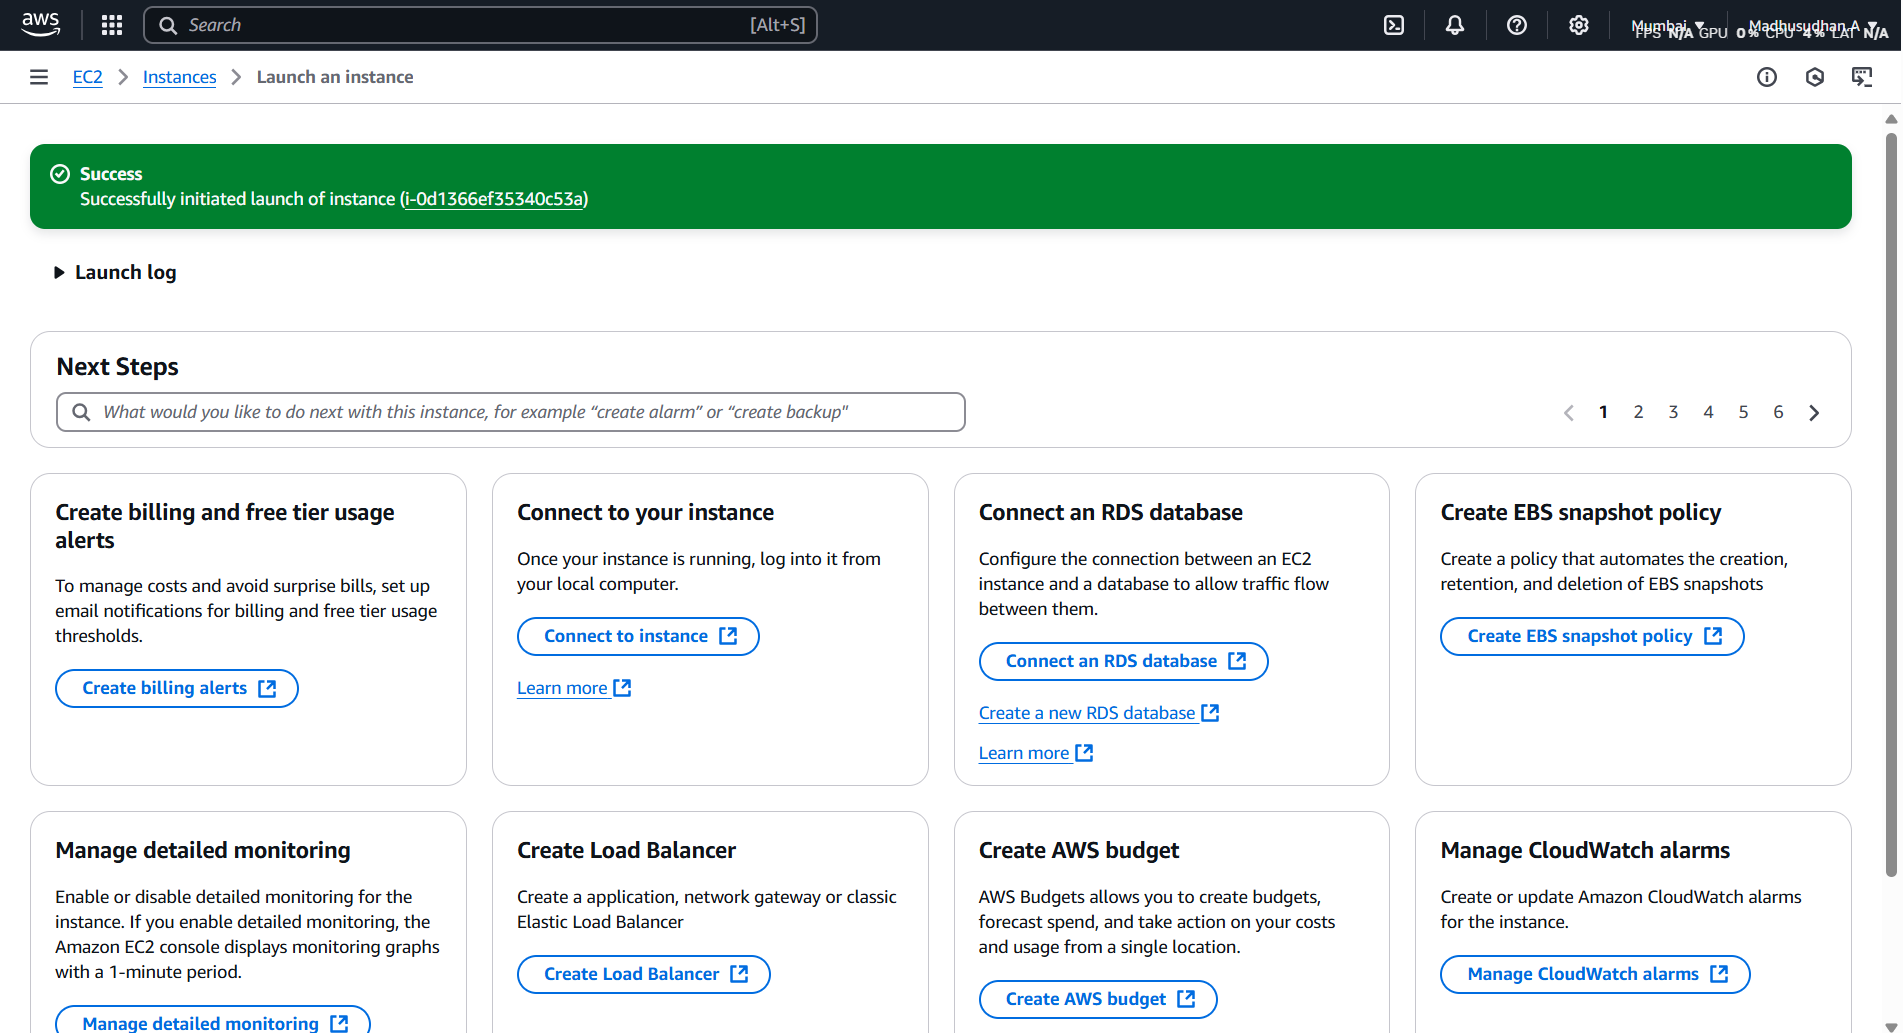 aws
Search
[Alt+S]
Mumbai
Madhusudhan A
FPS N/A GPU 0% CPU 4% LAT N/A
EC2
Instances
Launch an instance
Success
Successfully initiated launch of instance (i-0d1366ef35340c53a)
Launch log
Next Steps
What would you like to do next with this instance, for example “create alarm” or “create backup"
1 2 3 4 5 6
Create billing and free tier usage
alerts
To manage costs and avoid surprise bills, set up
email notifications for billing and free tier usage
thresholds.
Create billing alerts
Connect to your instance
Once your instance is running, log into it from
your local computer.
Connect to instance
Learn more
Connect an RDS database
Configure the connection between an EC2
instance and a database to allow traffic flow
between them.
Connect an RDS database
Create a new RDS database
Learn more
Create EBS snapshot policy
Create a policy that automates the creation,
retention, and deletion of EBS snapshots
Create EBS snapshot policy
Manage detailed monitoring
Enable or disable detailed monitoring for the
instance. If you enable detailed monitoring, the
Amazon EC2 console displays monitoring graphs
with a 1-minute period.
Manage detailed monitoring
Create Load Balancer
Create a application, network gateway or classic
Elastic Load Balancer
Create Load Balancer
Create AWS budget
AWS Budgets allows you to create budgets,
forecast spend, and take action on your costs
and usage from a single location.
Create AWS budget
Manage CloudWatch alarms
Create or update Amazon CloudWatch alarms
for the instance.
Manage CloudWatch alarms